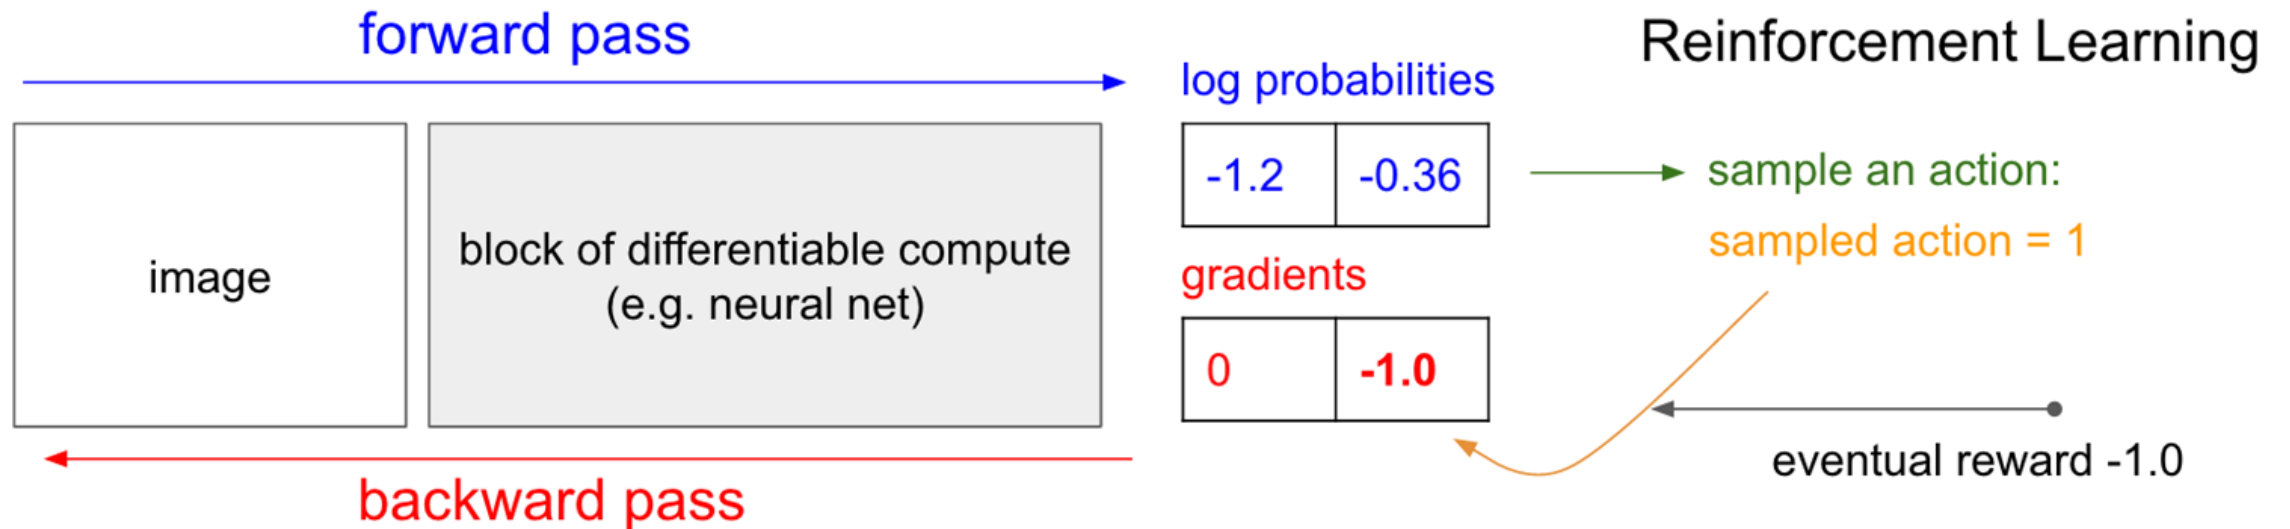 forward pass
Reinforcement Learning
log probabilities
-1.2 -0.36
sample an action:
sampled action = 1
image
block of differentiable compute
(e.g. neural net)
gradients
0 -1.0
eventual reward -1.0
backward pass